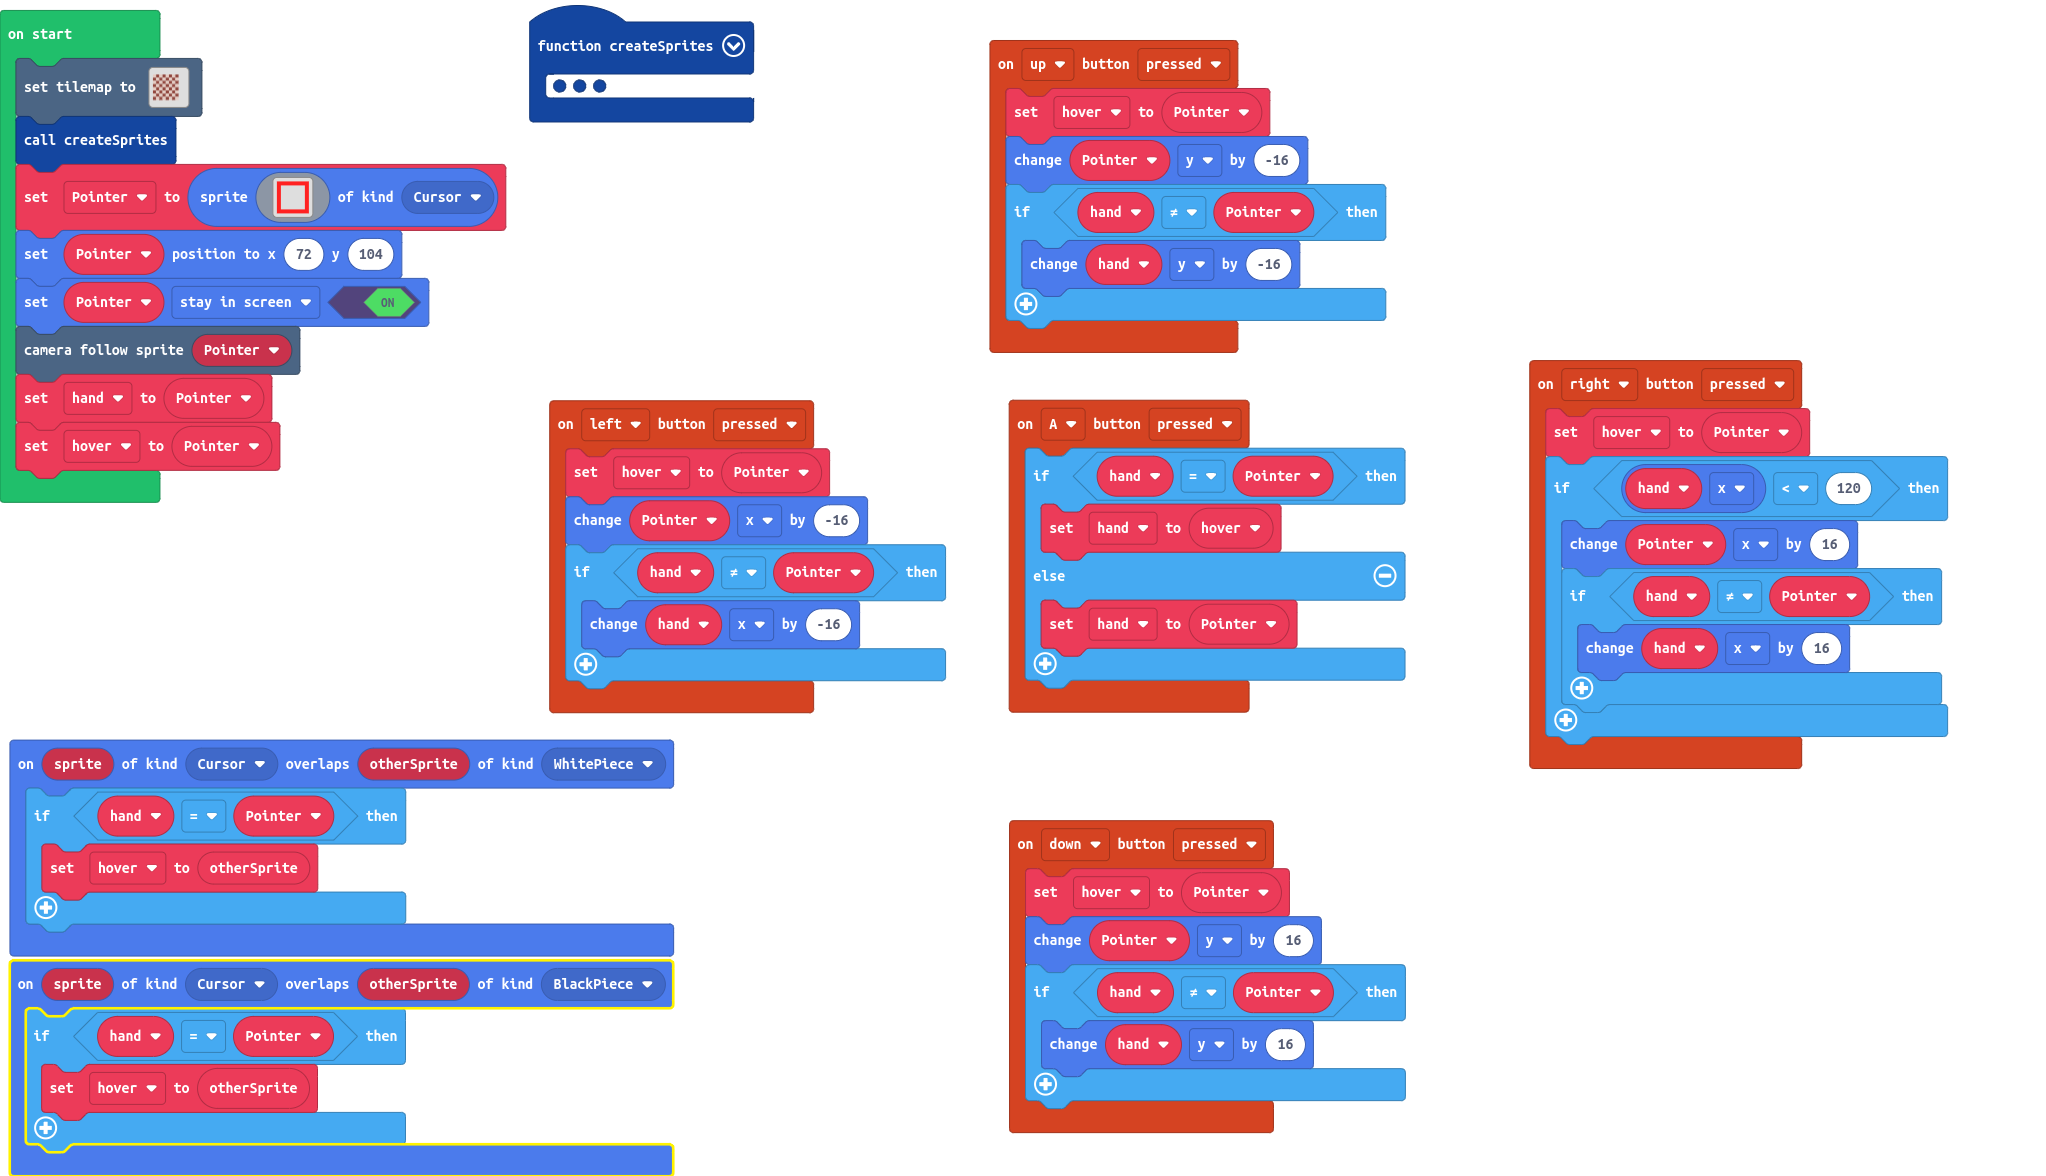 on start
set tilemap to
call createSprites
set Pointer to sprite of kind Cursor
set Pointer position to x 72 y 104
set Pointer stay in screen ON
camera follow sprite Pointer
set hand to Pointer
set hover to Pointer
function createSprites
on up button pressed
set hover to Pointer
change Pointer y by -16
if hand ≠ Pointer then
change hand y by -16
on left button pressed
set hover to Pointer
change Pointer x by -16
if hand ≠ Pointer then
change hand x by -16
on A button pressed
if hand = Pointer then
set hand to hover
else
set hand to Pointer
on right button pressed
set hover to Pointer
if hand x < 120 then
change Pointer x by 16
if hand ≠ Pointer then
change hand x by 16
on sprite of kind Cursor overlaps otherSprite of kind WhitePiece
if hand = Pointer then
set hover to otherSprite
on sprite of kind Cursor overlaps otherSprite of kind BlackPiece
if hand = Pointer then
set hover to otherSprite
on down button pressed
set hover to Pointer
change Pointer y by 16
if hand ≠ Pointer then
change hand y by 16